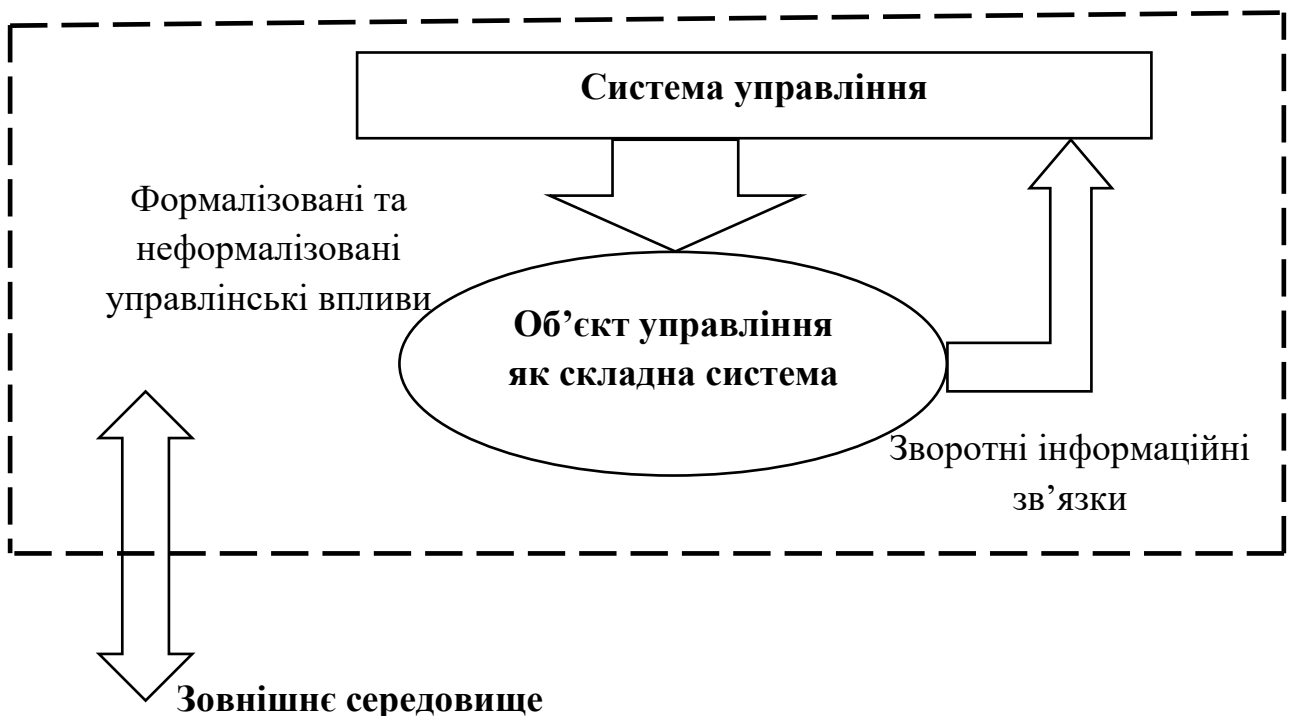 Система управління
Формалізовані та
неформалізовані
управлінські впливи
Об’єкт управління
як складна система
Зворотні інформаційні
зв’язки
Зовнішнє середовище